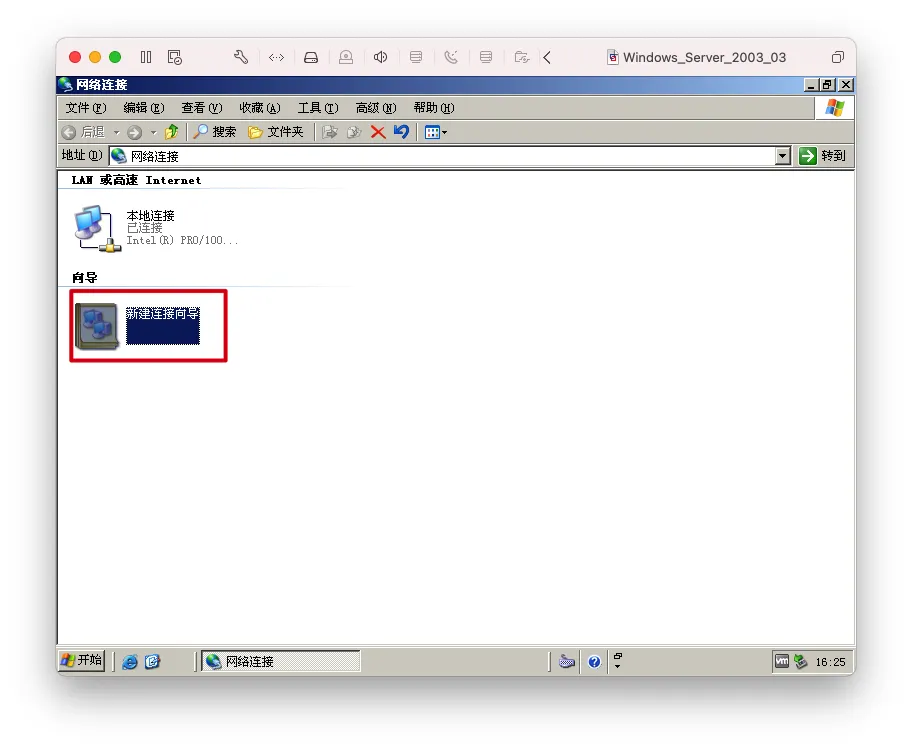 Windows_Server_2003_03
网络连接
文件(F) 编辑(E) 查看(V) 收藏(A) 工具(T) 高级(N) 帮助(H)
后退 搜索 文件夹
地址(D) 网络连接 转到
LAN 或高速 Internet
本地连接
已连接
Intel(R) PRO/100...
向导
新建连接向导
开始 网络连接 vm 16:25